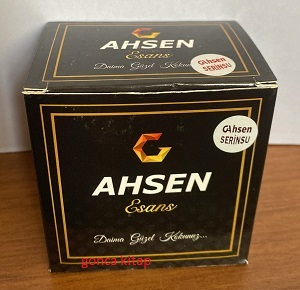 AHSEN
Esans
Daima Güzel Kokunuz...
Ahsen
SERİNSU
AHSEN
Esans
Daima Güzel Kokunuz...
Ahsen
SERİNSU
gonca kitap